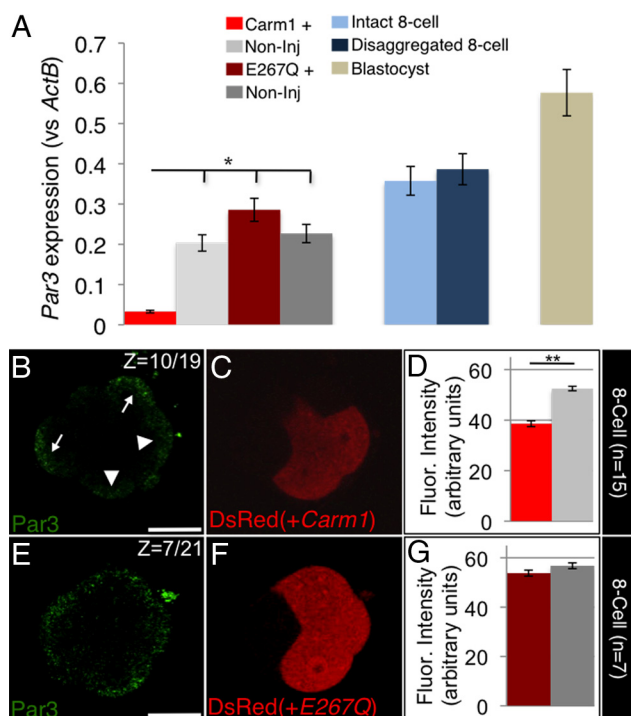 A
Carm1 +
Non-Inj
E267Q +
Non-Inj
Intact 8-cell
Disaggregated 8-cell
Blastocyst
Par3 expression (vs ActB)
0.7
0.6
0.5
0.4
0.3
0.2
0.1
0
*
B
Z=10/19
Par3
C
DsRed(+Carm1)
D
Fluor. Intensity
(arbitrary units)
60
40
20
0
**
8-Cell (n=15)
E
Z=7/21
Par3
F
DsRed(+E267Q)
G
Fluor. Intensity
(arbitrary units)
60
40
20
0
8-Cell (n=7)